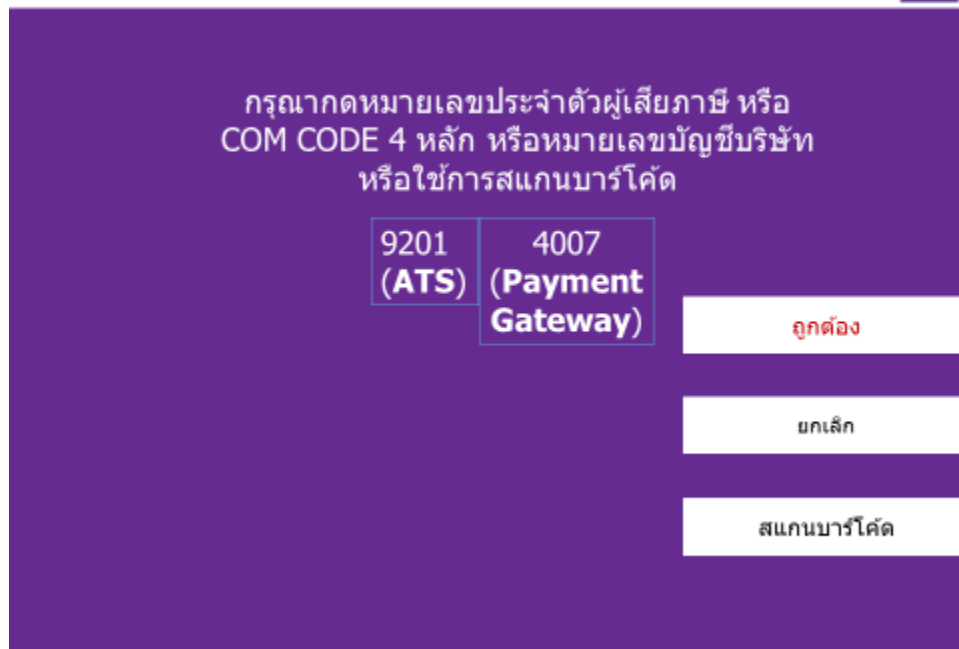 กรุณากดหมายเลขประจำตัวผู้เสียภาษี หรือ
COM CODE 4 หลัก หรือหมายเลขบัญชีบริษัท
หรือใช้การสแกนบาร์โค้ด
9201
(ATS)
4007
(Payment
Gateway)
ถูกต้อง
ยกเลิก
สแกนบาร์โค้ด